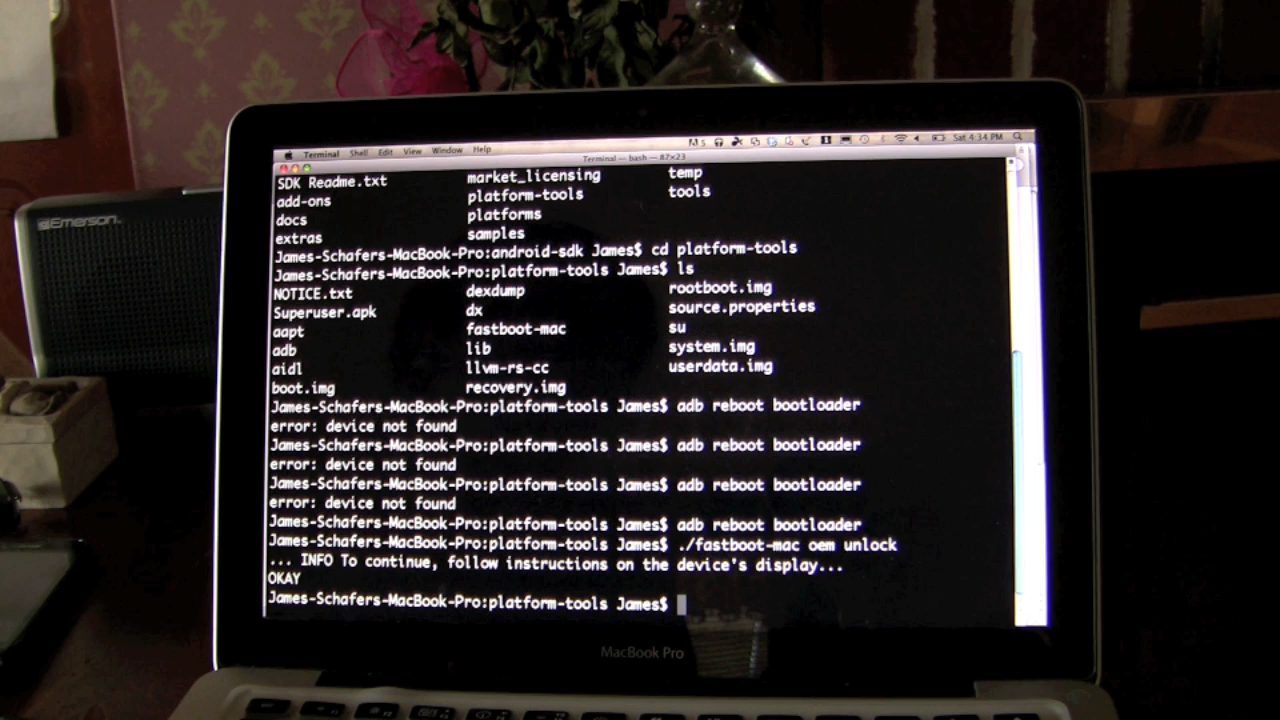 Emerson
Terminal Shell Edit View Window Help Sat 4:34 PM
Terminal — bash — 87×23
SDK Readme.txt market_licensing temp
add-ons platform-tools tools
docs platforms
extras samples
James-Schafers-MacBook-Pro:android-sdk James$ cd platform-tools
James-Schafers-MacBook-Pro:platform-tools James$ ls
NOTICE.txt dexdump rootboot.img
Superuser.apk dx source.properties
aapt fastboot-mac su
adb lib system.img
aidl llvm-rs-cc userdata.img
boot.img recovery.img
James-Schafers-MacBook-Pro:platform-tools James$ adb reboot bootloader
error: device not found
James-Schafers-MacBook-Pro:platform-tools James$ adb reboot bootloader
error: device not found
James-Schafers-MacBook-Pro:platform-tools James$ adb reboot bootloader
error: device not found
James-Schafers-MacBook-Pro:platform-tools James$ adb reboot bootloader
James-Schafers-MacBook-Pro:platform-tools James$ ./fastboot-mac oem unlock
... INFO To continue, follow instructions on the device's display...
OKAY
James-Schafers-MacBook-Pro:platform-tools James$
MacBook Pro